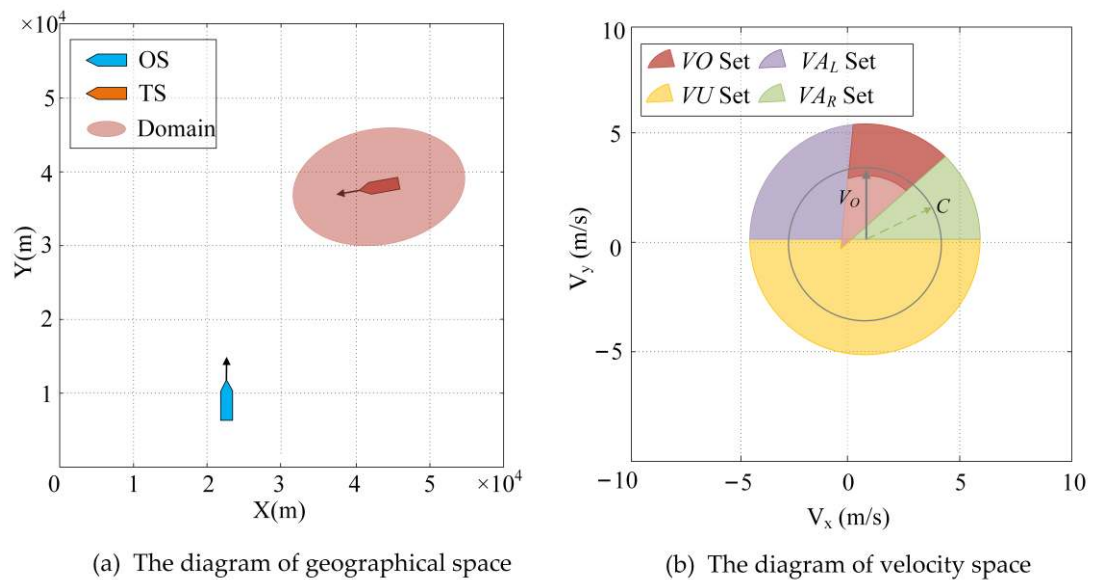 ×10⁴
6
5
4
3
2
1
0
1
2
3
4
5
×10⁴
Y(m)
X(m)
OS
TS
Domain
(a) The diagram of geographical space
10
5
0
−5
−10
−5
0
5
10
V_y (m/s)
V_x (m/s)
VO Set
VA_L Set
VU Set
VA_R Set
V_O
C
(b) The diagram of velocity space